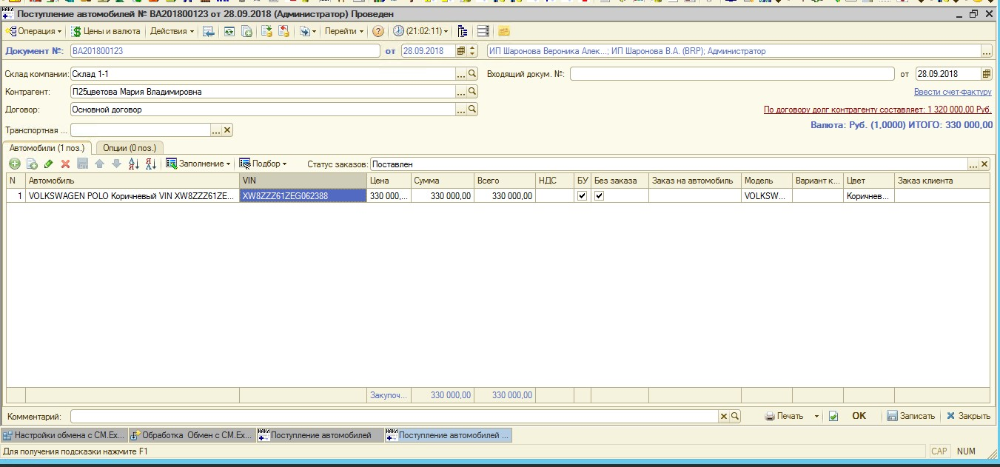 Поступление автомобилей № ВА201800123 от 28.09.2018 (Администратор) Проведен
Операция Цены и валюта Действия Перейти (21:02:11)
Документ №: ВА201800123 от 28.09.2018 ИП Шаронова Вероника Алек...; ИП Шаронова В.А. (BRP); Администратор
Склад компании: Склад 1-1 Входящий докум. №: от 28.09.2018
Контрагент: П25цветова Мария Владимировна Ввести счет-фактуру
Договор: Основной договор По договору долг контрагенту составляет: 1 320 000,00 Руб.
Транспортная ... Валюта: Руб. (1,0000) ИТОГО: 330 000,00
Автомобили (1 поз.) Опции (0 поз.)
Заполнение Подбор Статус заказов: Поставлен
N Автомобиль VIN Цена Сумма Всего НДС БУ Без заказа Заказ на автомобиль Модель Вариант к... Цвет Заказ клиента
1 VOLKSWAGEN POLO Коричневый VIN XW8ZZZ61ZE... XW8ZZZ61ZEG062388 330 000,... 330 000,00 330 000,00 VOLKSW... Коричнев...
Закупоч... 330 000,00 330 000,00
Комментарий: Печать OK Записать Закрыть
Настройки обмена с CM.Ex... Обработка Обмен с CM.Ex... Поступление автомобилей Поступление автомобилей ...
Для получения подсказки нажмите F1 CAP NUM